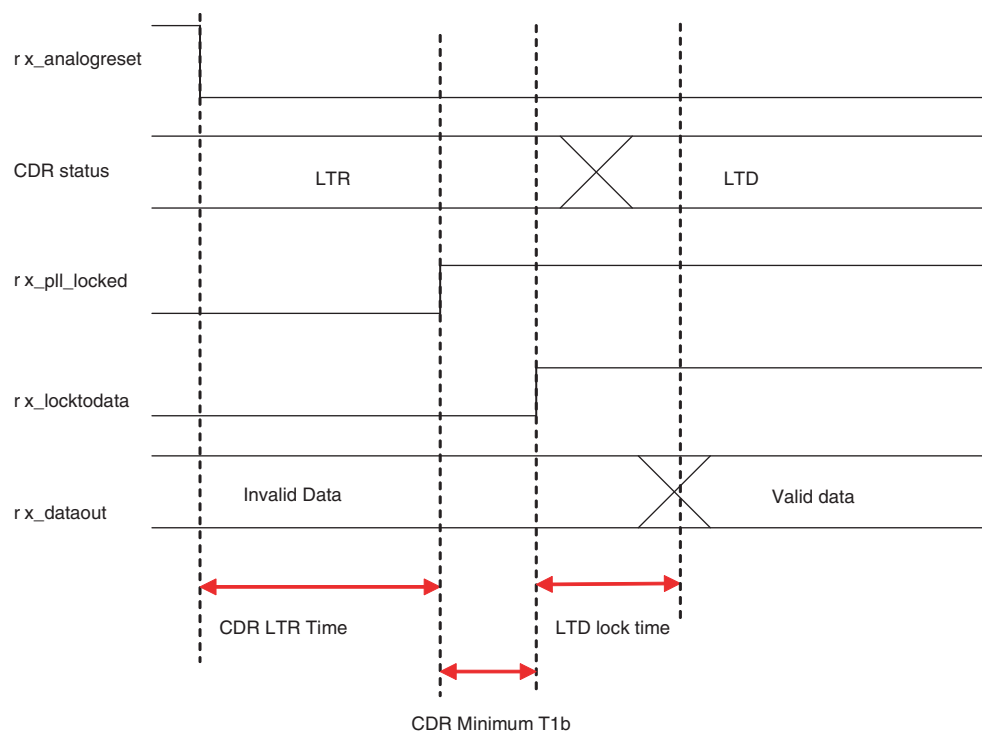 r x_analogreset
CDR status
LTR
LTD
r x_pll_locked
r x_locktodata
Invalid Data
Valid data
r x_dataout
CDR LTR Time
LTD lock time
CDR Minimum T1b